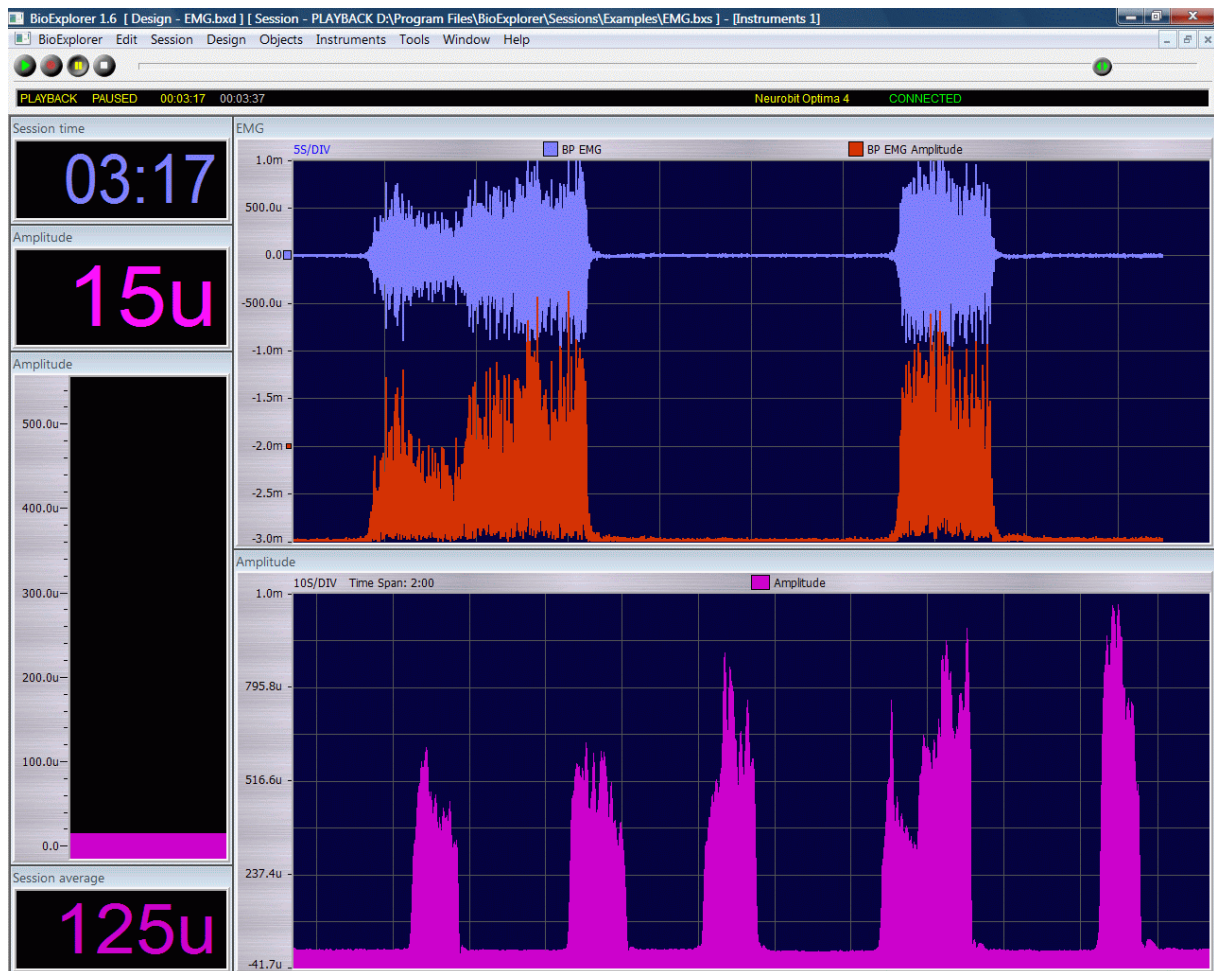 BioExplorer 1.6 [ Design - EMG.bxd ] [ Session - PLAYBACK D:\Program Files\BioExplorer\Sessions\Examples\EMG.bxs ] - [Instruments 1]
BioExplorer Edit Session Design Objects Instruments Tools Window Help
PLAYBACK PAUSED 00:03:17 00:03:37 Neurobit Optima 4 CONNECTED
Session time
03:17
Amplitude
15u
Amplitude
500.0u
400.0u
300.0u
200.0u
100.0u
0.0
Session average
125u
EMG
5S/DIV BP EMG BP EMG Amplitude
1.0m
500.0u
0.0
-500.0u
-1.0m
-1.5m
-2.0m
-2.5m
-3.0m
Amplitude
10S/DIV Time Span: 2:00 Amplitude
1.0m
795.8u
516.6u
237.4u
-41.7u